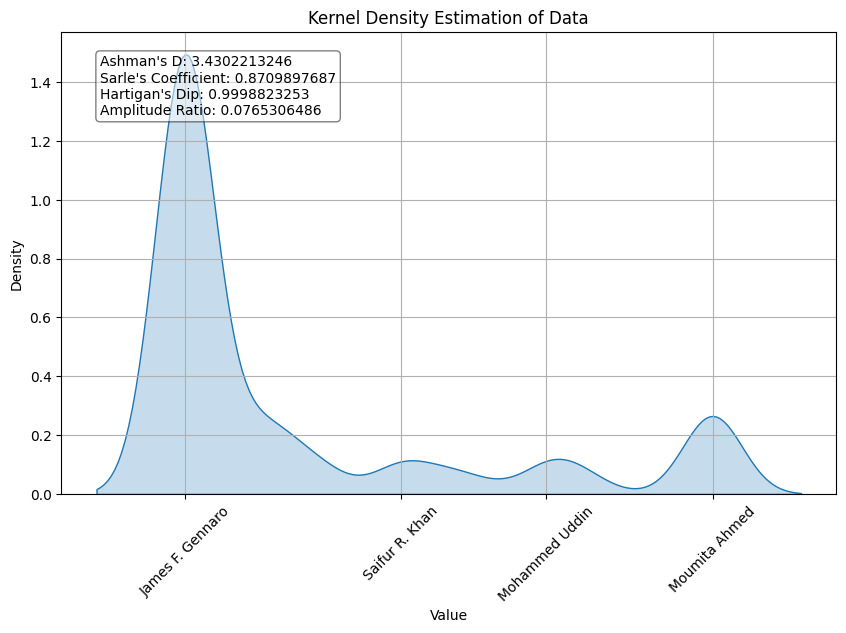 Kernel Density Estimation of Data
Ashman's D: 3.4302213246
Sarle's Coefficient: 0.8709897687
Hartigan's Dip: 0.9998823253
Amplitude Ratio: 0.0765306486
Density
1.4
1.2
1.0
0.8
0.6
0.4
0.2
0.0
James F. Gennaro
Saifur R. Khan
Mohammed Uddin
Moumita Ahmed
Value